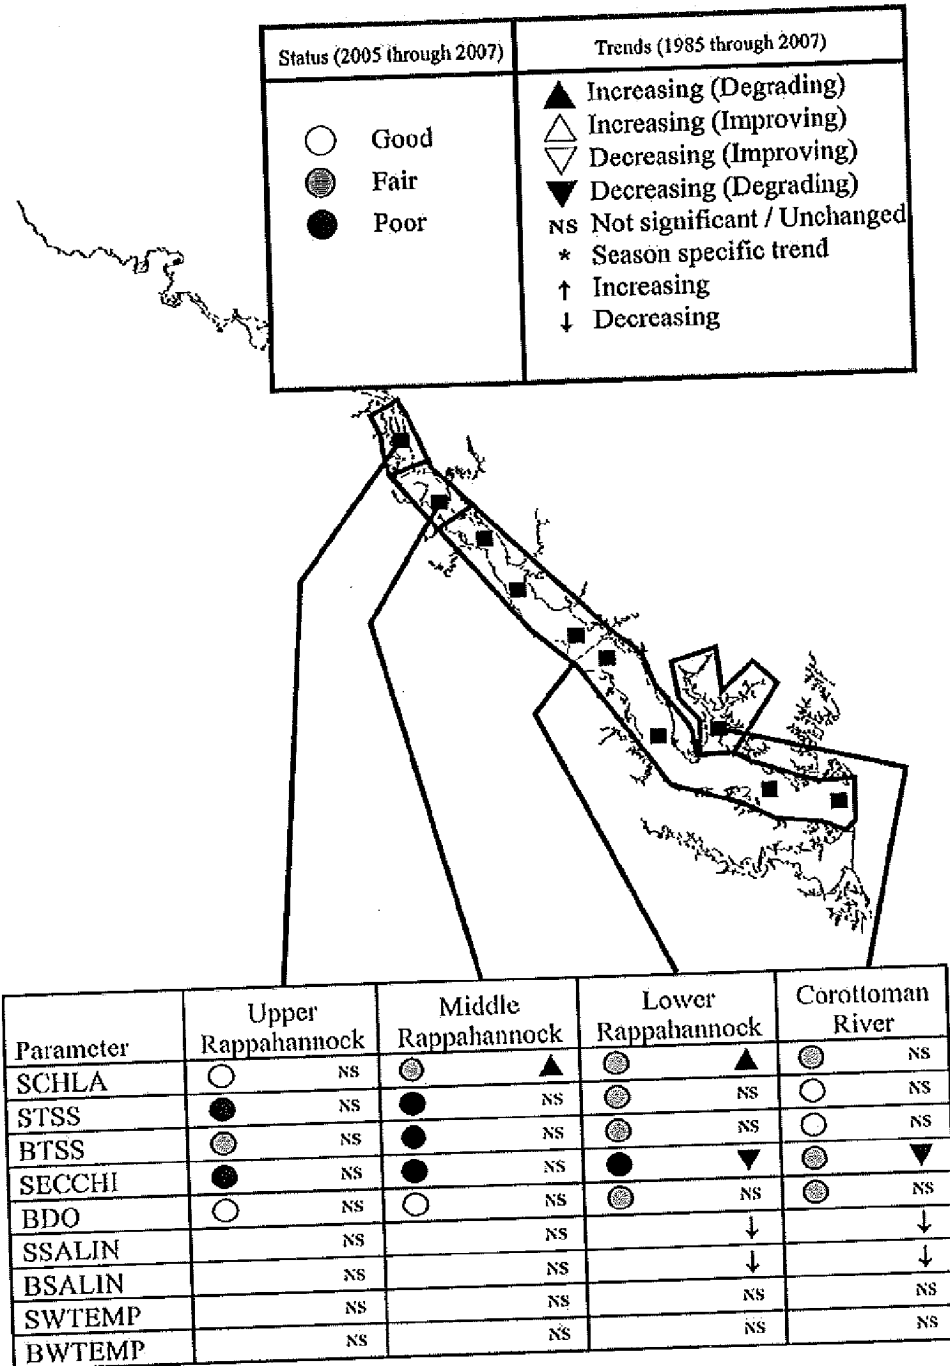 Status (2005 through 2007) Trends (1985 through 2007)
Good
Fair
Poor
Increasing (Degrading)
Increasing (Improving)
Decreasing (Improving)
Decreasing (Degrading)
NS Not significant / Unchanged
* Season specific trend
↑ Increasing
↓ Decreasing
Parameter Upper Rappahannock Middle Rappahannock Lower Rappahannock Corottoman River
SCHLA NS NS
STSS NS NS NS NS
BTSS NS NS NS NS
SECCHI NS NS
BDO NS NS NS NS
SSALIN NS NS ↓ ↓
BSALIN NS NS ↓ ↓
SWTEMP NS NS NS NS
BWTEMP NS NS NS NS